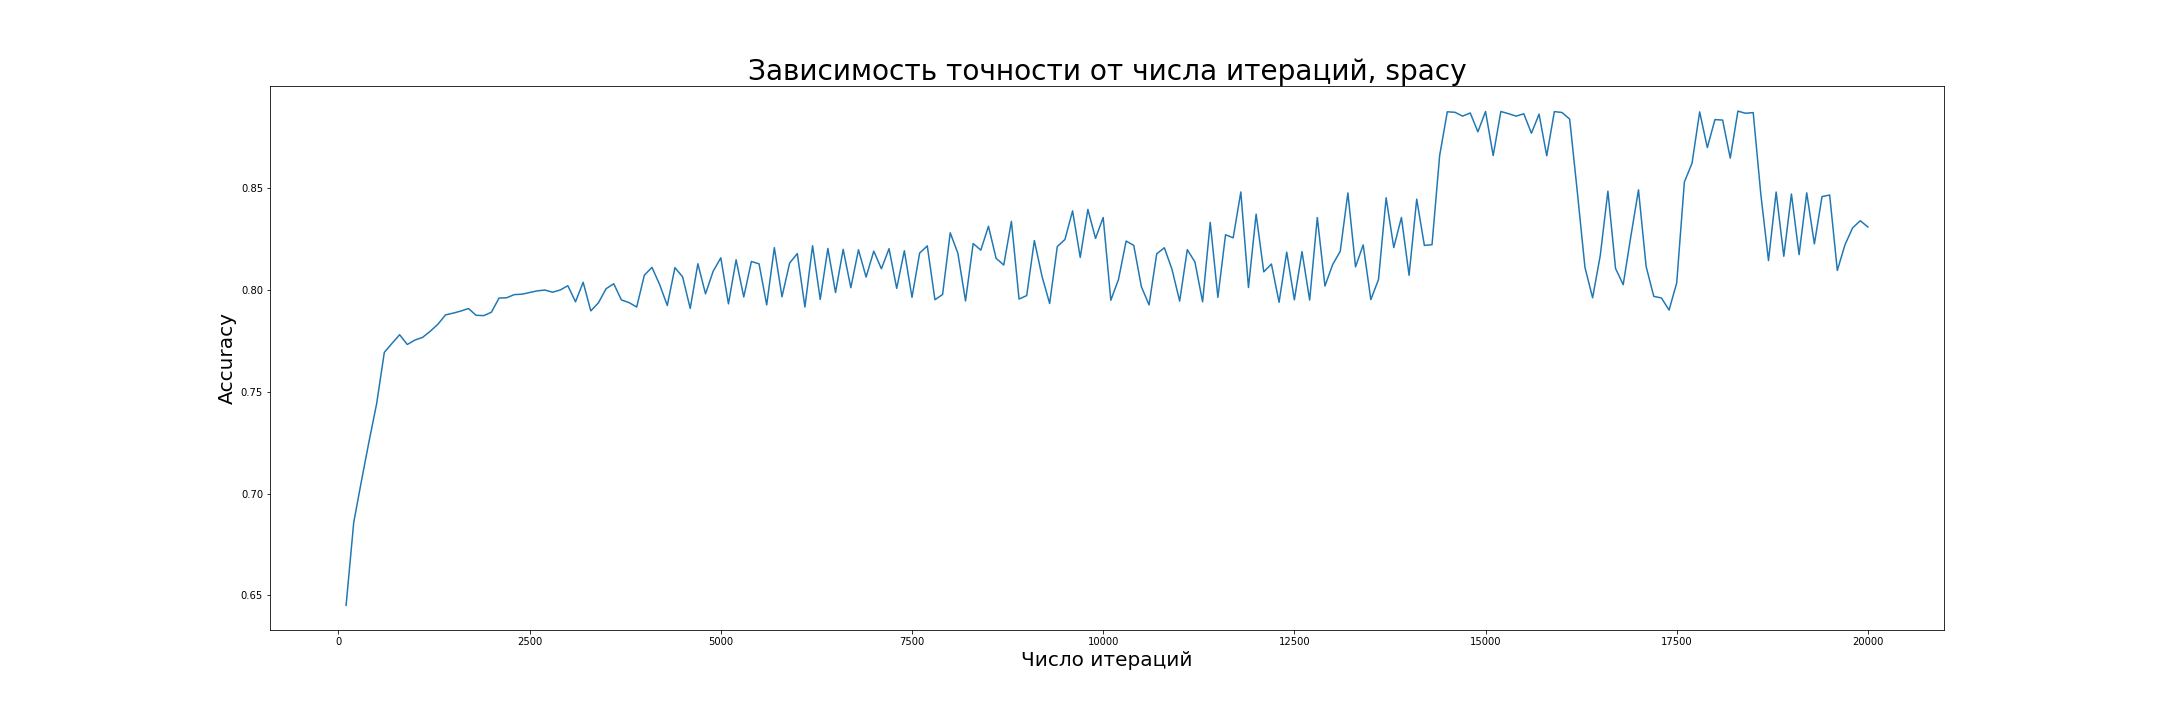 Зависимость точности от числа итераций, spacy
Accuracy
0.85
0.80
0.75
0.70
0.65
0 2500 5000 7500 10000 12500 15000 17500 20000
Число итераций